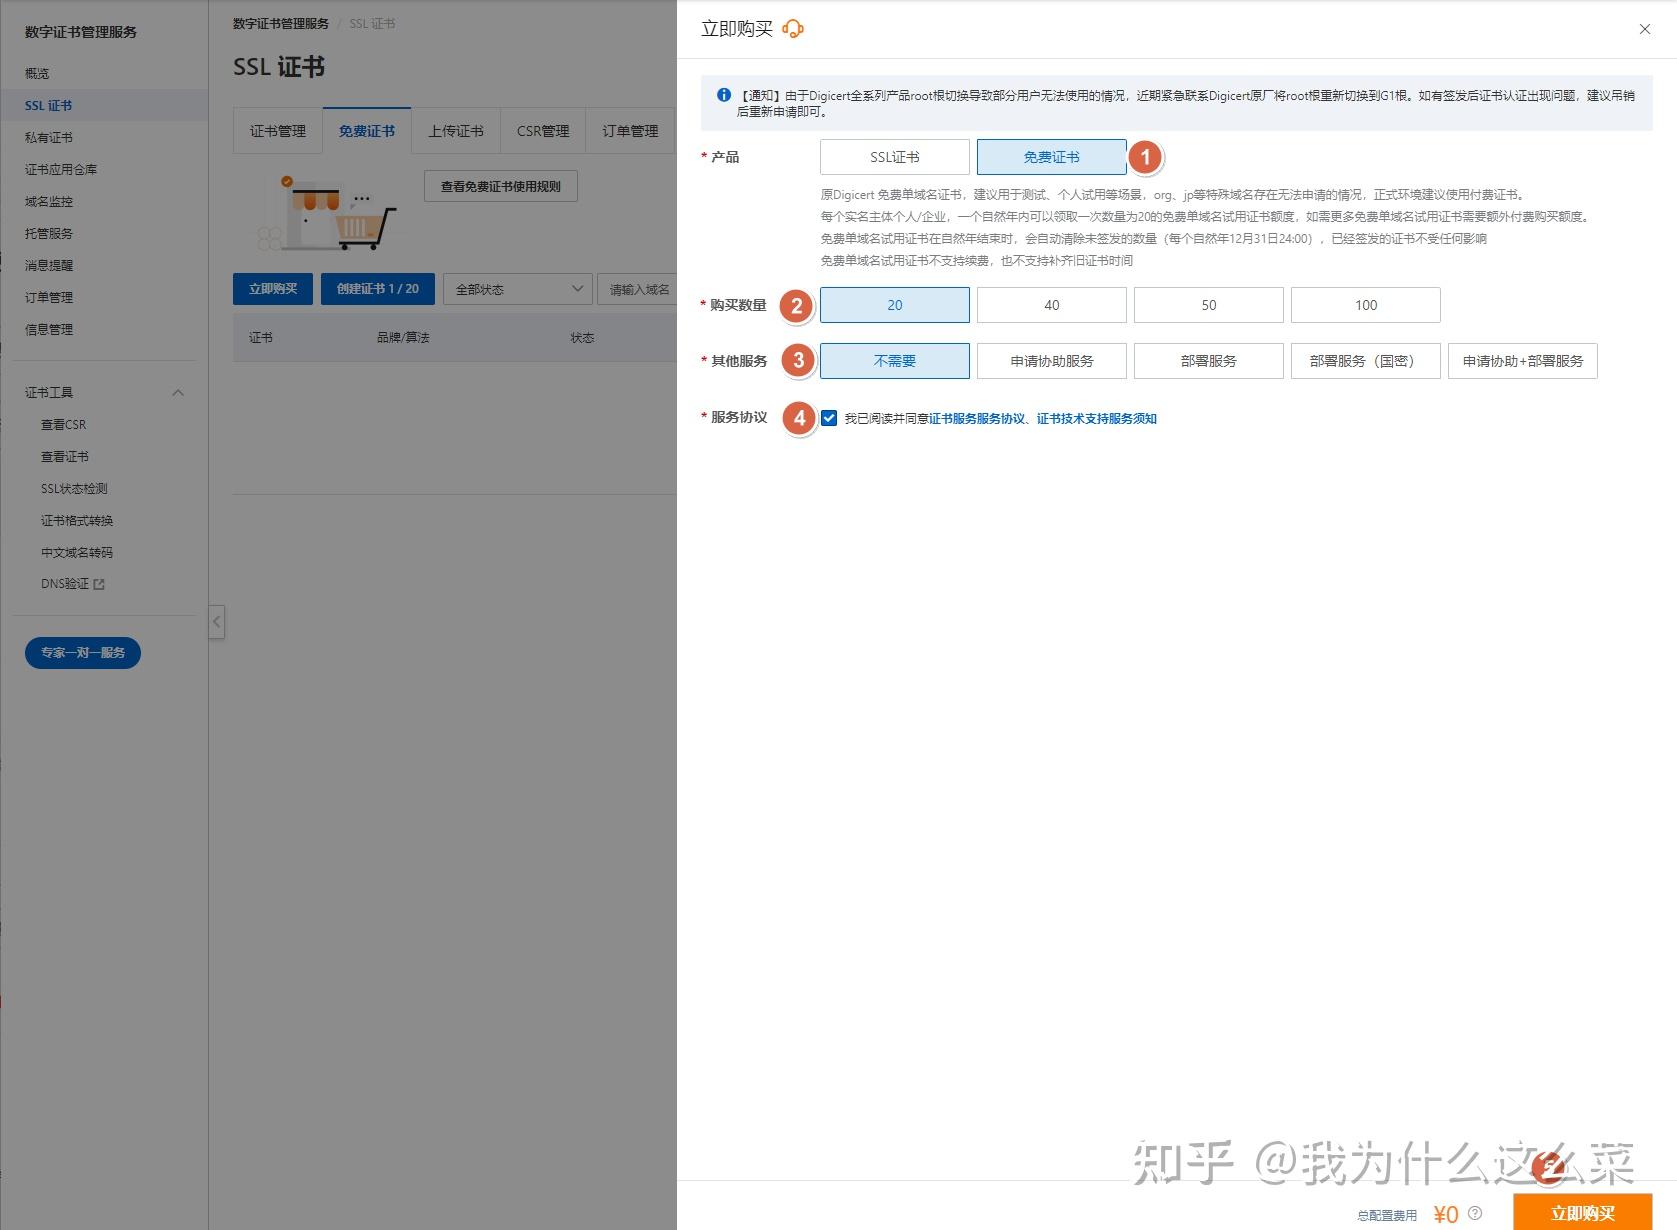 数字证书管理服务
概览
SSL 证书
私有证书
证书应用仓库
域名监控
托管服务
消息提醒
订单管理
信息管理
证书工具
查看CSR
查看证书
SSL状态检测
证书格式转换
中文域名转码
DNS验证
专家一对一服务
数字证书管理服务 / SSL 证书
SSL 证书
证书管理 免费证书 上传证书 CSR管理 订单管理
查看免费证书使用规则
立即购买 创建证书 1 / 20 全部状态 请输入域名
证书 品牌/算法 状态
立即购买
【通知】由于Digicert全系列产品root根切换导致部分用户无法使用的情况，近期紧急联系Digicert原厂将root根重新切换到G1根。如有签发后证书认证出现问题，建议吊销
后重新申请即可。
* 产品 SSL证书 免费证书 1
原Digicert 免费单域名证书，建议用于测试、个人试用等场景，org、jp等特殊域名存在无法申请的情况，正式环境建议使用付费证书。
每个实名主体个人/企业，一个自然年内可以领取一次数量为20的免费单域名试用证书额度，如需更多免费单域名试用证书需要额外付费购买额度。
免费单域名试用证书在自然年结束时，会自动清除未签发的数量（每个自然年12月31日24:00），已经签发的证书不受任何影响
免费单域名试用证书不支持续费，也不支持补齐旧证书时间
* 购买数量 2 20 40 50 100
* 其他服务 3 不需要 申请协助服务 部署服务 部署服务（国密） 申请协助+部署服务
* 服务协议 4 我已阅读并同意证书服务服务协议、证书技术支持服务须知
知乎 @我为什么这么菜
5
总配置费用 ¥0 立即购买